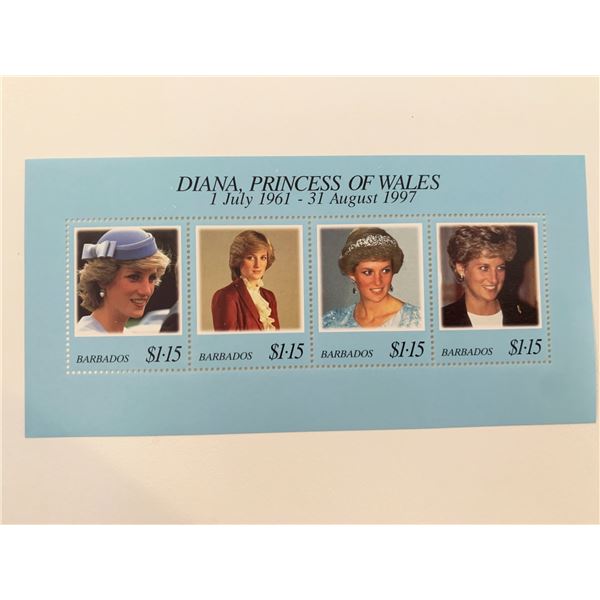 DIANA, PRINCESS OF WALES
1 July 1961 - 31 August 1997
BARBADOS $1·15
BARBADOS $1·15
BARBADOS $1·15
BARBADOS $1·15